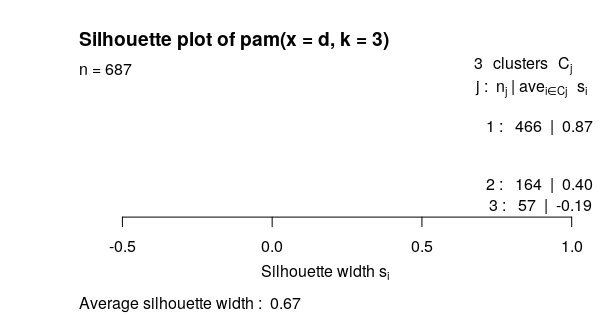 Silhouette plot of pam(x = d, k = 3)
n = 687
3 clusters Cj
j : nj | avei∈Cj si
1 : 466 | 0.87
2 : 164 | 0.40
3 : 57 | -0.19
-0.5 0.0 0.5 1.0
Silhouette width si
Average silhouette width : 0.67